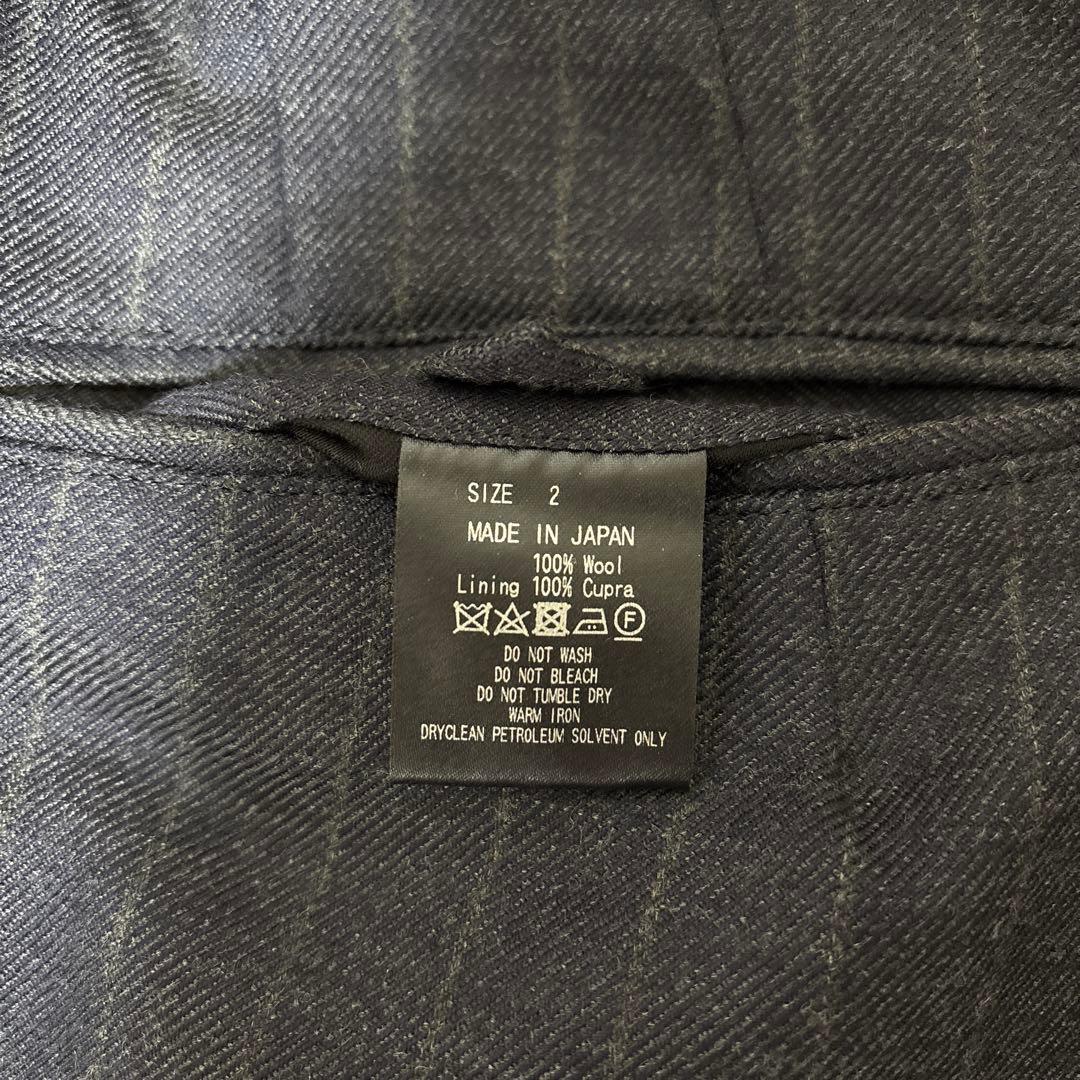 SIZE 2
MADE IN JAPAN
100% Wool
Lining 100% Cupra
F
DO NOT WASH
DO NOT BLEACH
DO NOT TUMBLE DRY
WARM IRON
DRYCLEAN PETROLEUM SOLVENT ONLY